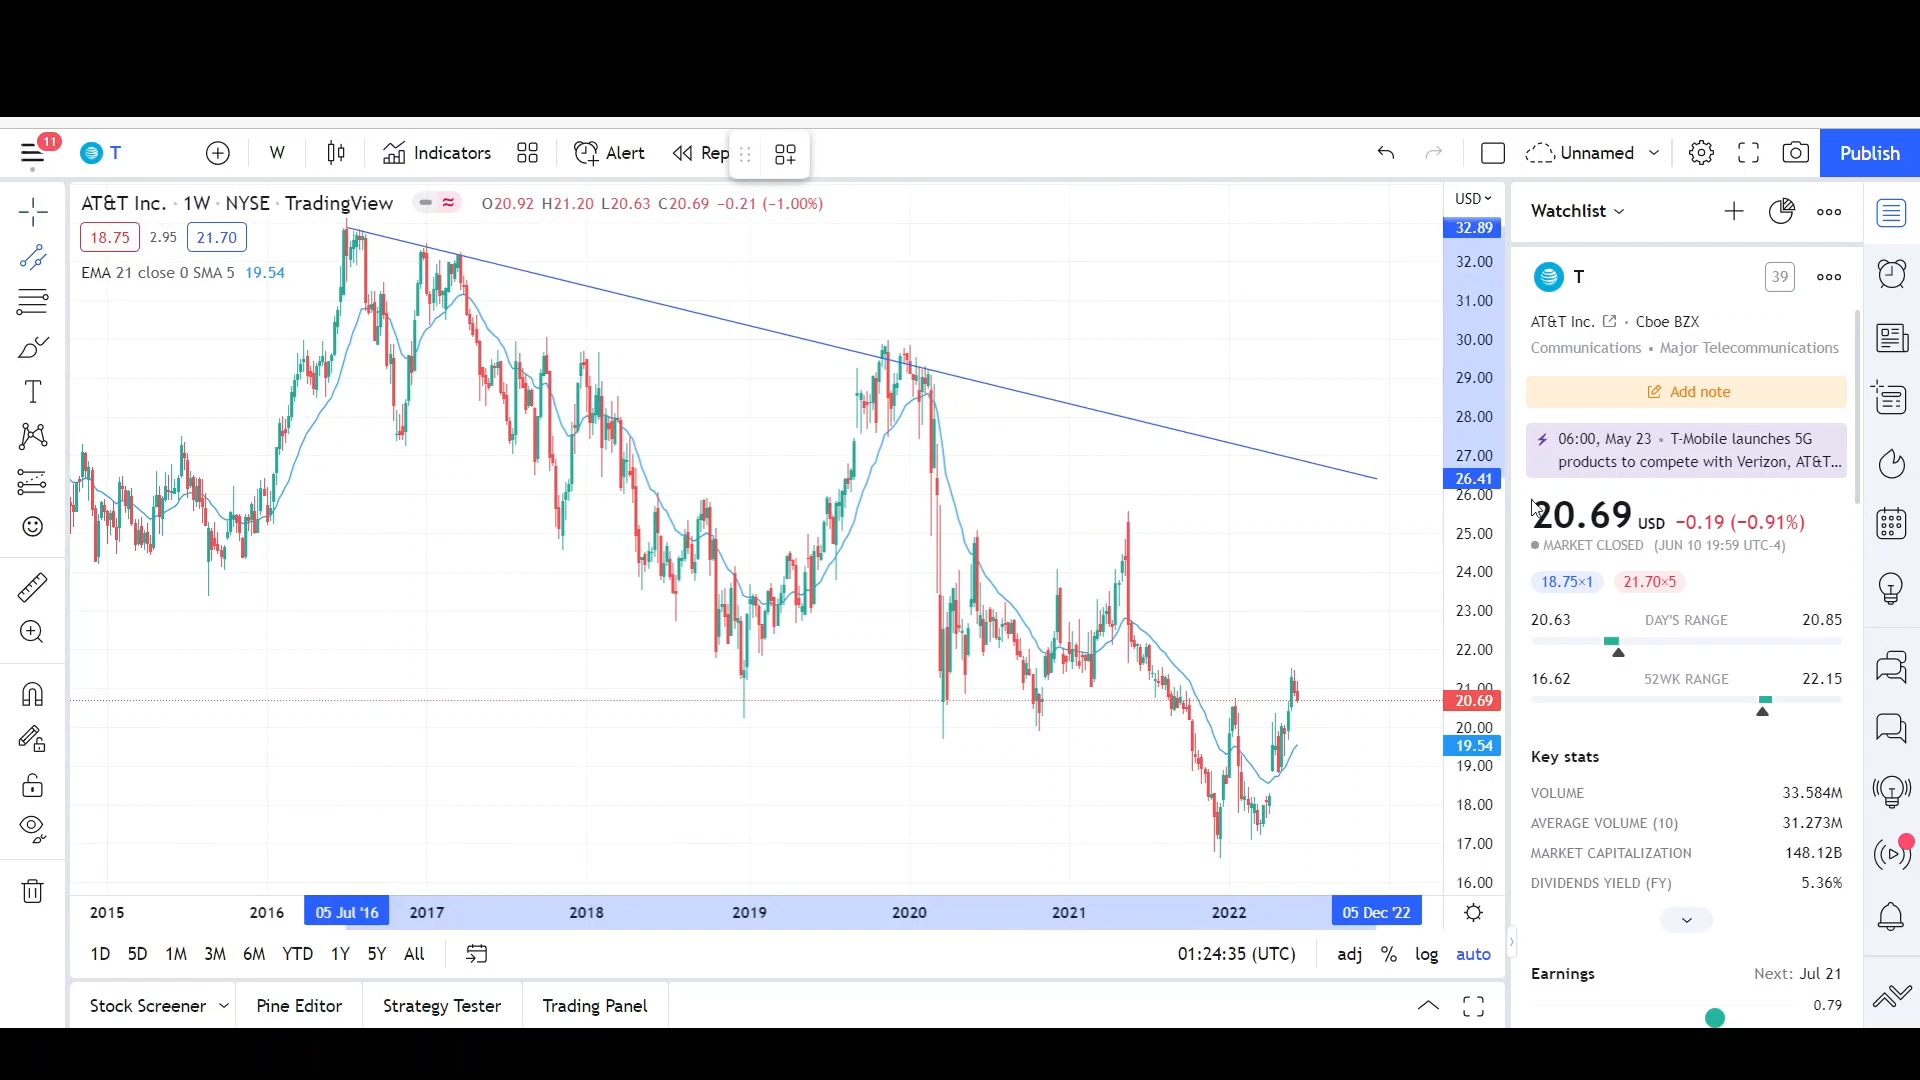 11
T
W
Indicators
Alert
Rep
Unnamed
Publish
AT&T Inc. · 1W · NYSE · TradingView
O20.92 H21.20 L20.63 C20.69 −0.21 (−1.00%)
18.75 2.95 21.70
EMA 21 close 0 SMA 5 19.54
USD
32.89
32.00
31.00
30.00
29.00
28.00
27.00
26.41
26.00
25.00
24.00
23.00
22.00
21.00
20.69
20.00
19.54
19.00
18.00
17.00
16.00
2015 2016 05 Jul '16 2017 2018 2019 2020 2021 2022 05 Dec '22
1D 5D 1M 3M 6M YTD 1Y 5Y All
01:24:35 (UTC) adj % log auto
Stock Screener Pine Editor Strategy Tester Trading Panel
Watchlist
T
39
AT&T Inc. • Cboe BZX
Communications • Major Telecommunications
Add note
06:00, May 23 • T-Mobile launches 5G
products to compete with Verizon, AT&T...
20.69 USD −0.19 (−0.91%)
MARKET CLOSED (JUN 10 19:59 UTC-4)
18.75×1 21.70×5
20.63 DAY'S RANGE 20.85
16.62 52WK RANGE 22.15
Key stats
VOLUME 33.584M
AVERAGE VOLUME (10) 31.273M
MARKET CAPITALIZATION 148.12B
DIVIDENDS YIELD (FY) 5.36%
Earnings Next: Jul 21
0.79